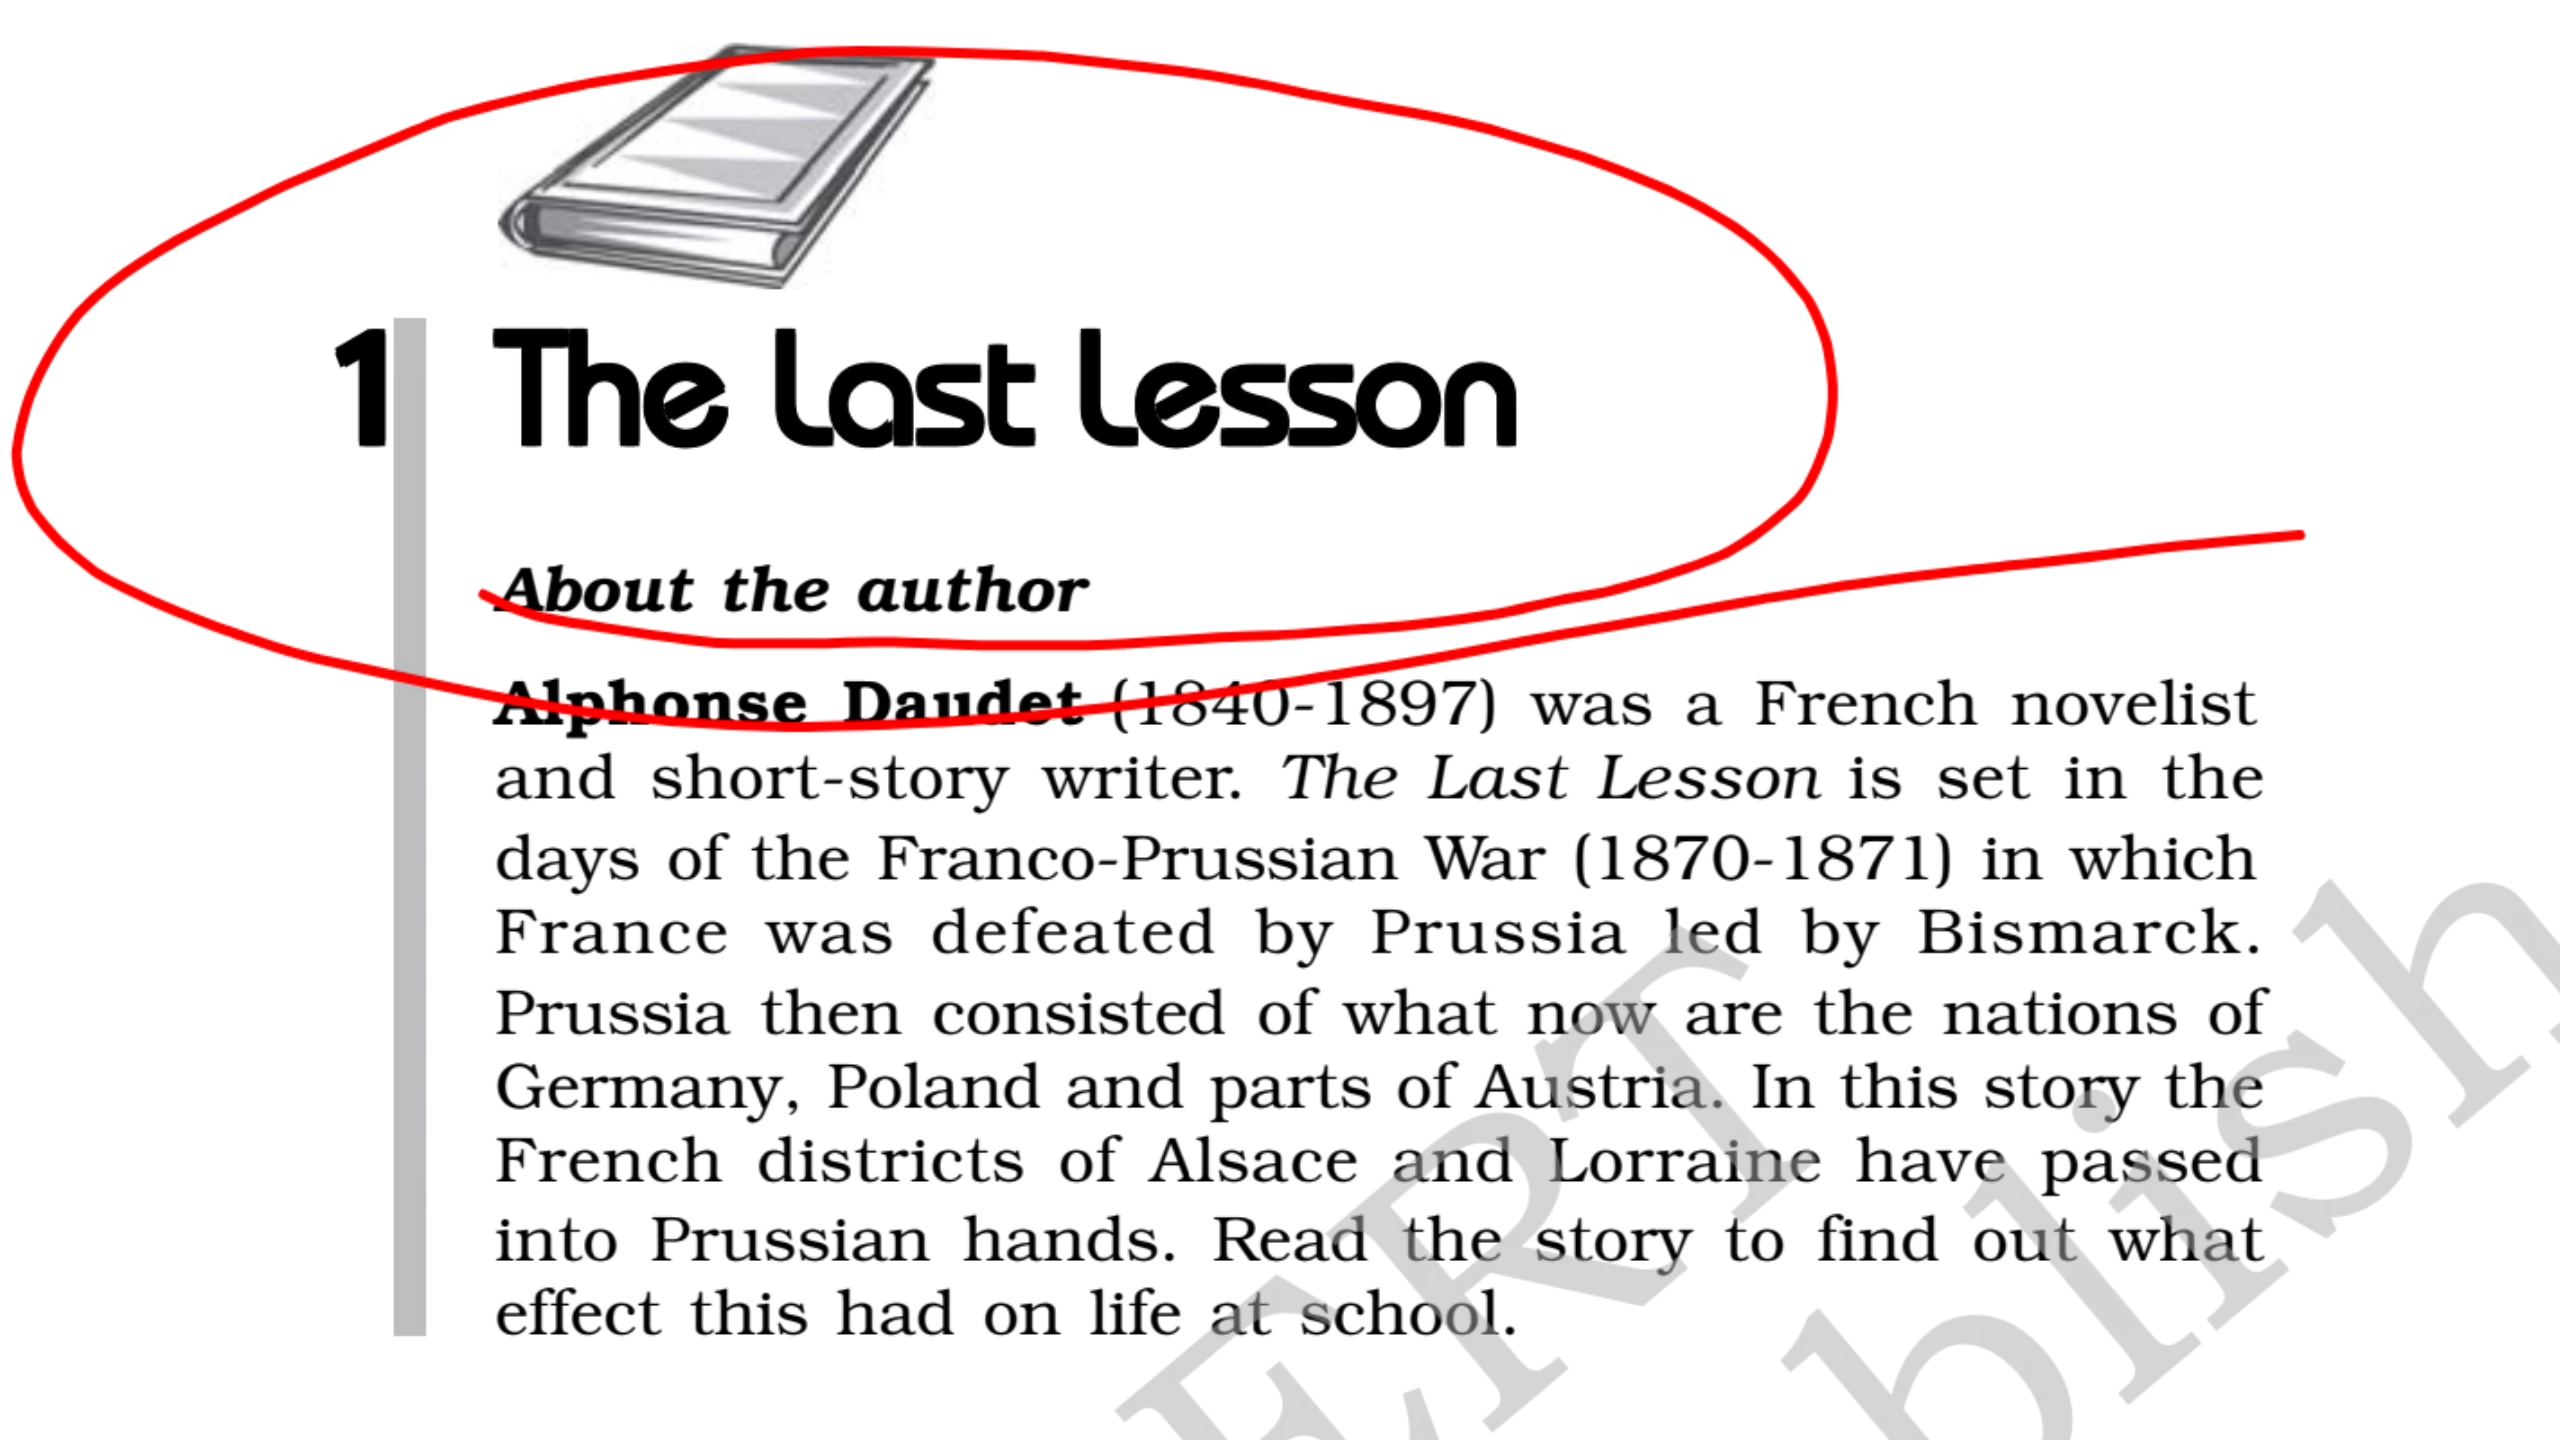 1 The Last Lesson
About the author
Alphonse Daudet (1840-1897) was a French novelist
and short-story writer. The Last Lesson is set in the
days of the Franco-Prussian War (1870-1871) in which
France was defeated by Prussia led by Bismarck.
Prussia then consisted of what now are the nations of
Germany, Poland and parts of Austria. In this story the
French districts of Alsace and Lorraine have passed
into Prussian hands. Read the story to find out what
effect this had on life at school.